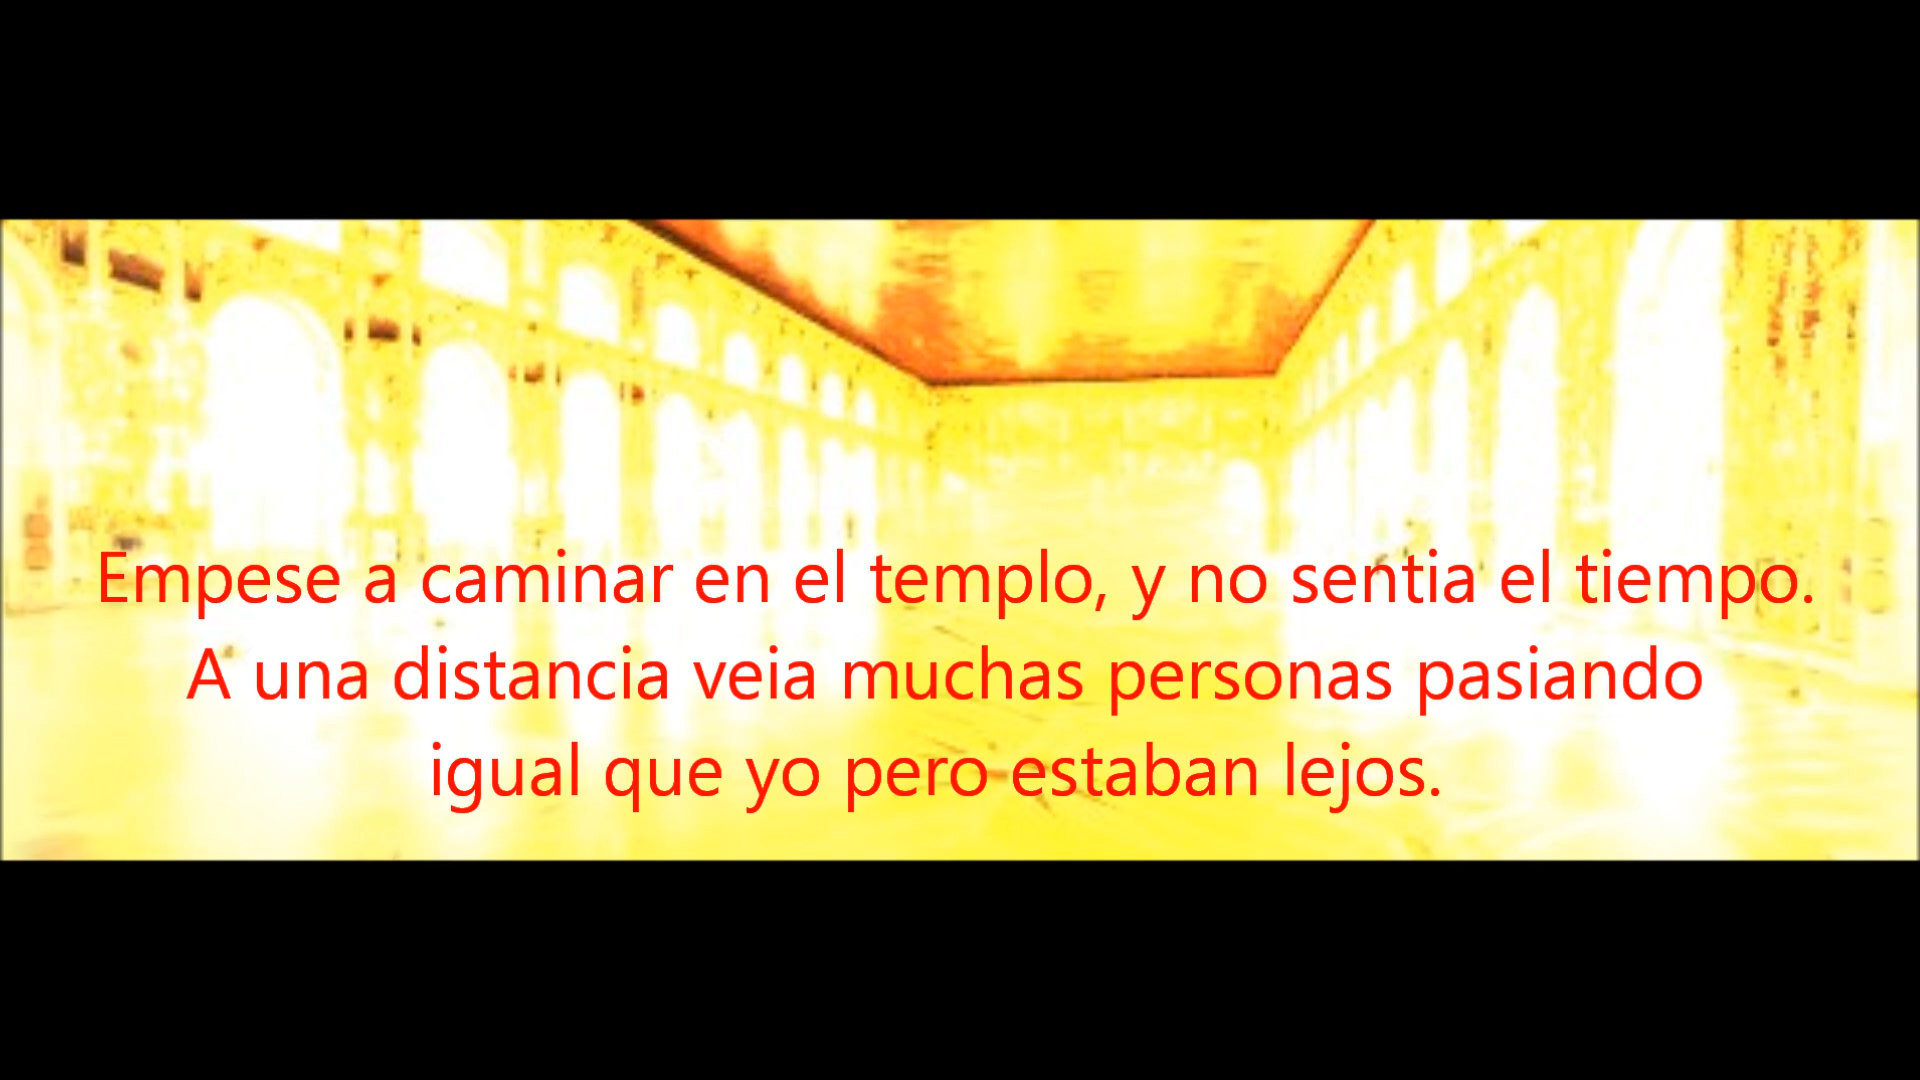 Empese a caminar en el templo, y no sentia el tiempo.
A una distancia veia muchas personas pasiando
igual que yo pero estaban lejos.